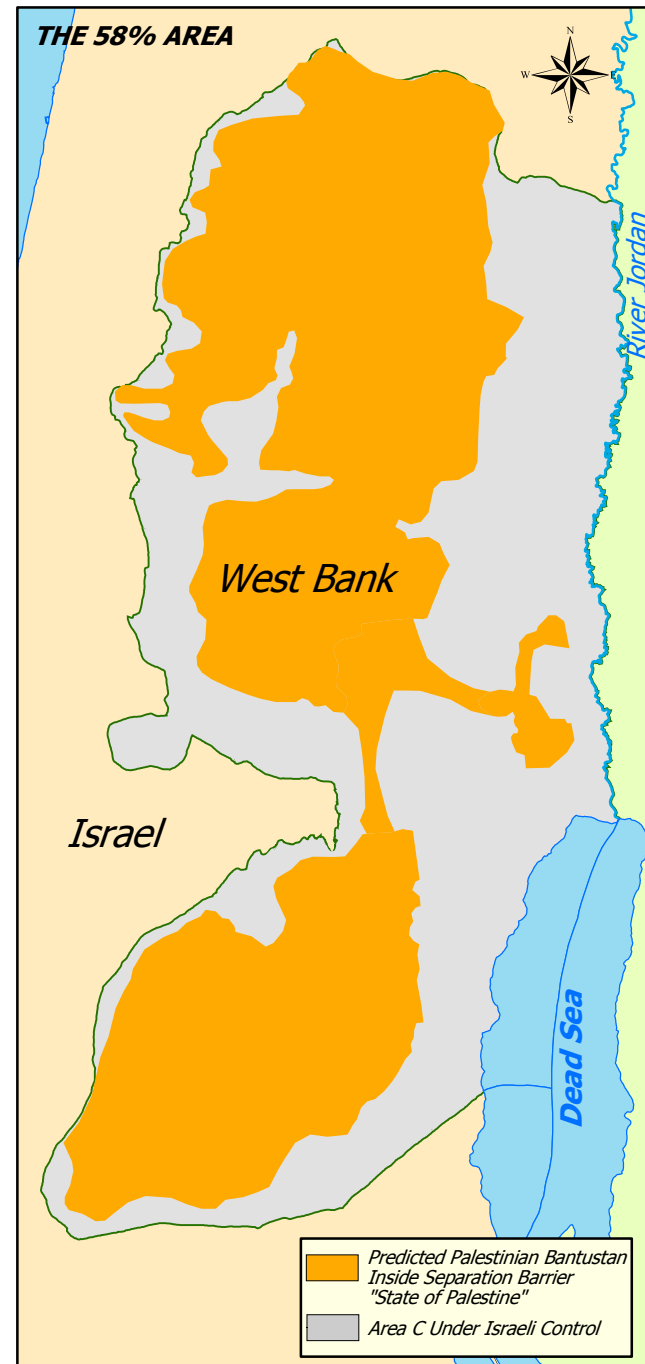 THE 58% AREA
N
W
E
S
River Jordan
West Bank
Israel
Dead Sea
Predicted Palestinian Bantustan
Inside Separation Barrier
"State of Palestine"
Area C Under Israeli Control